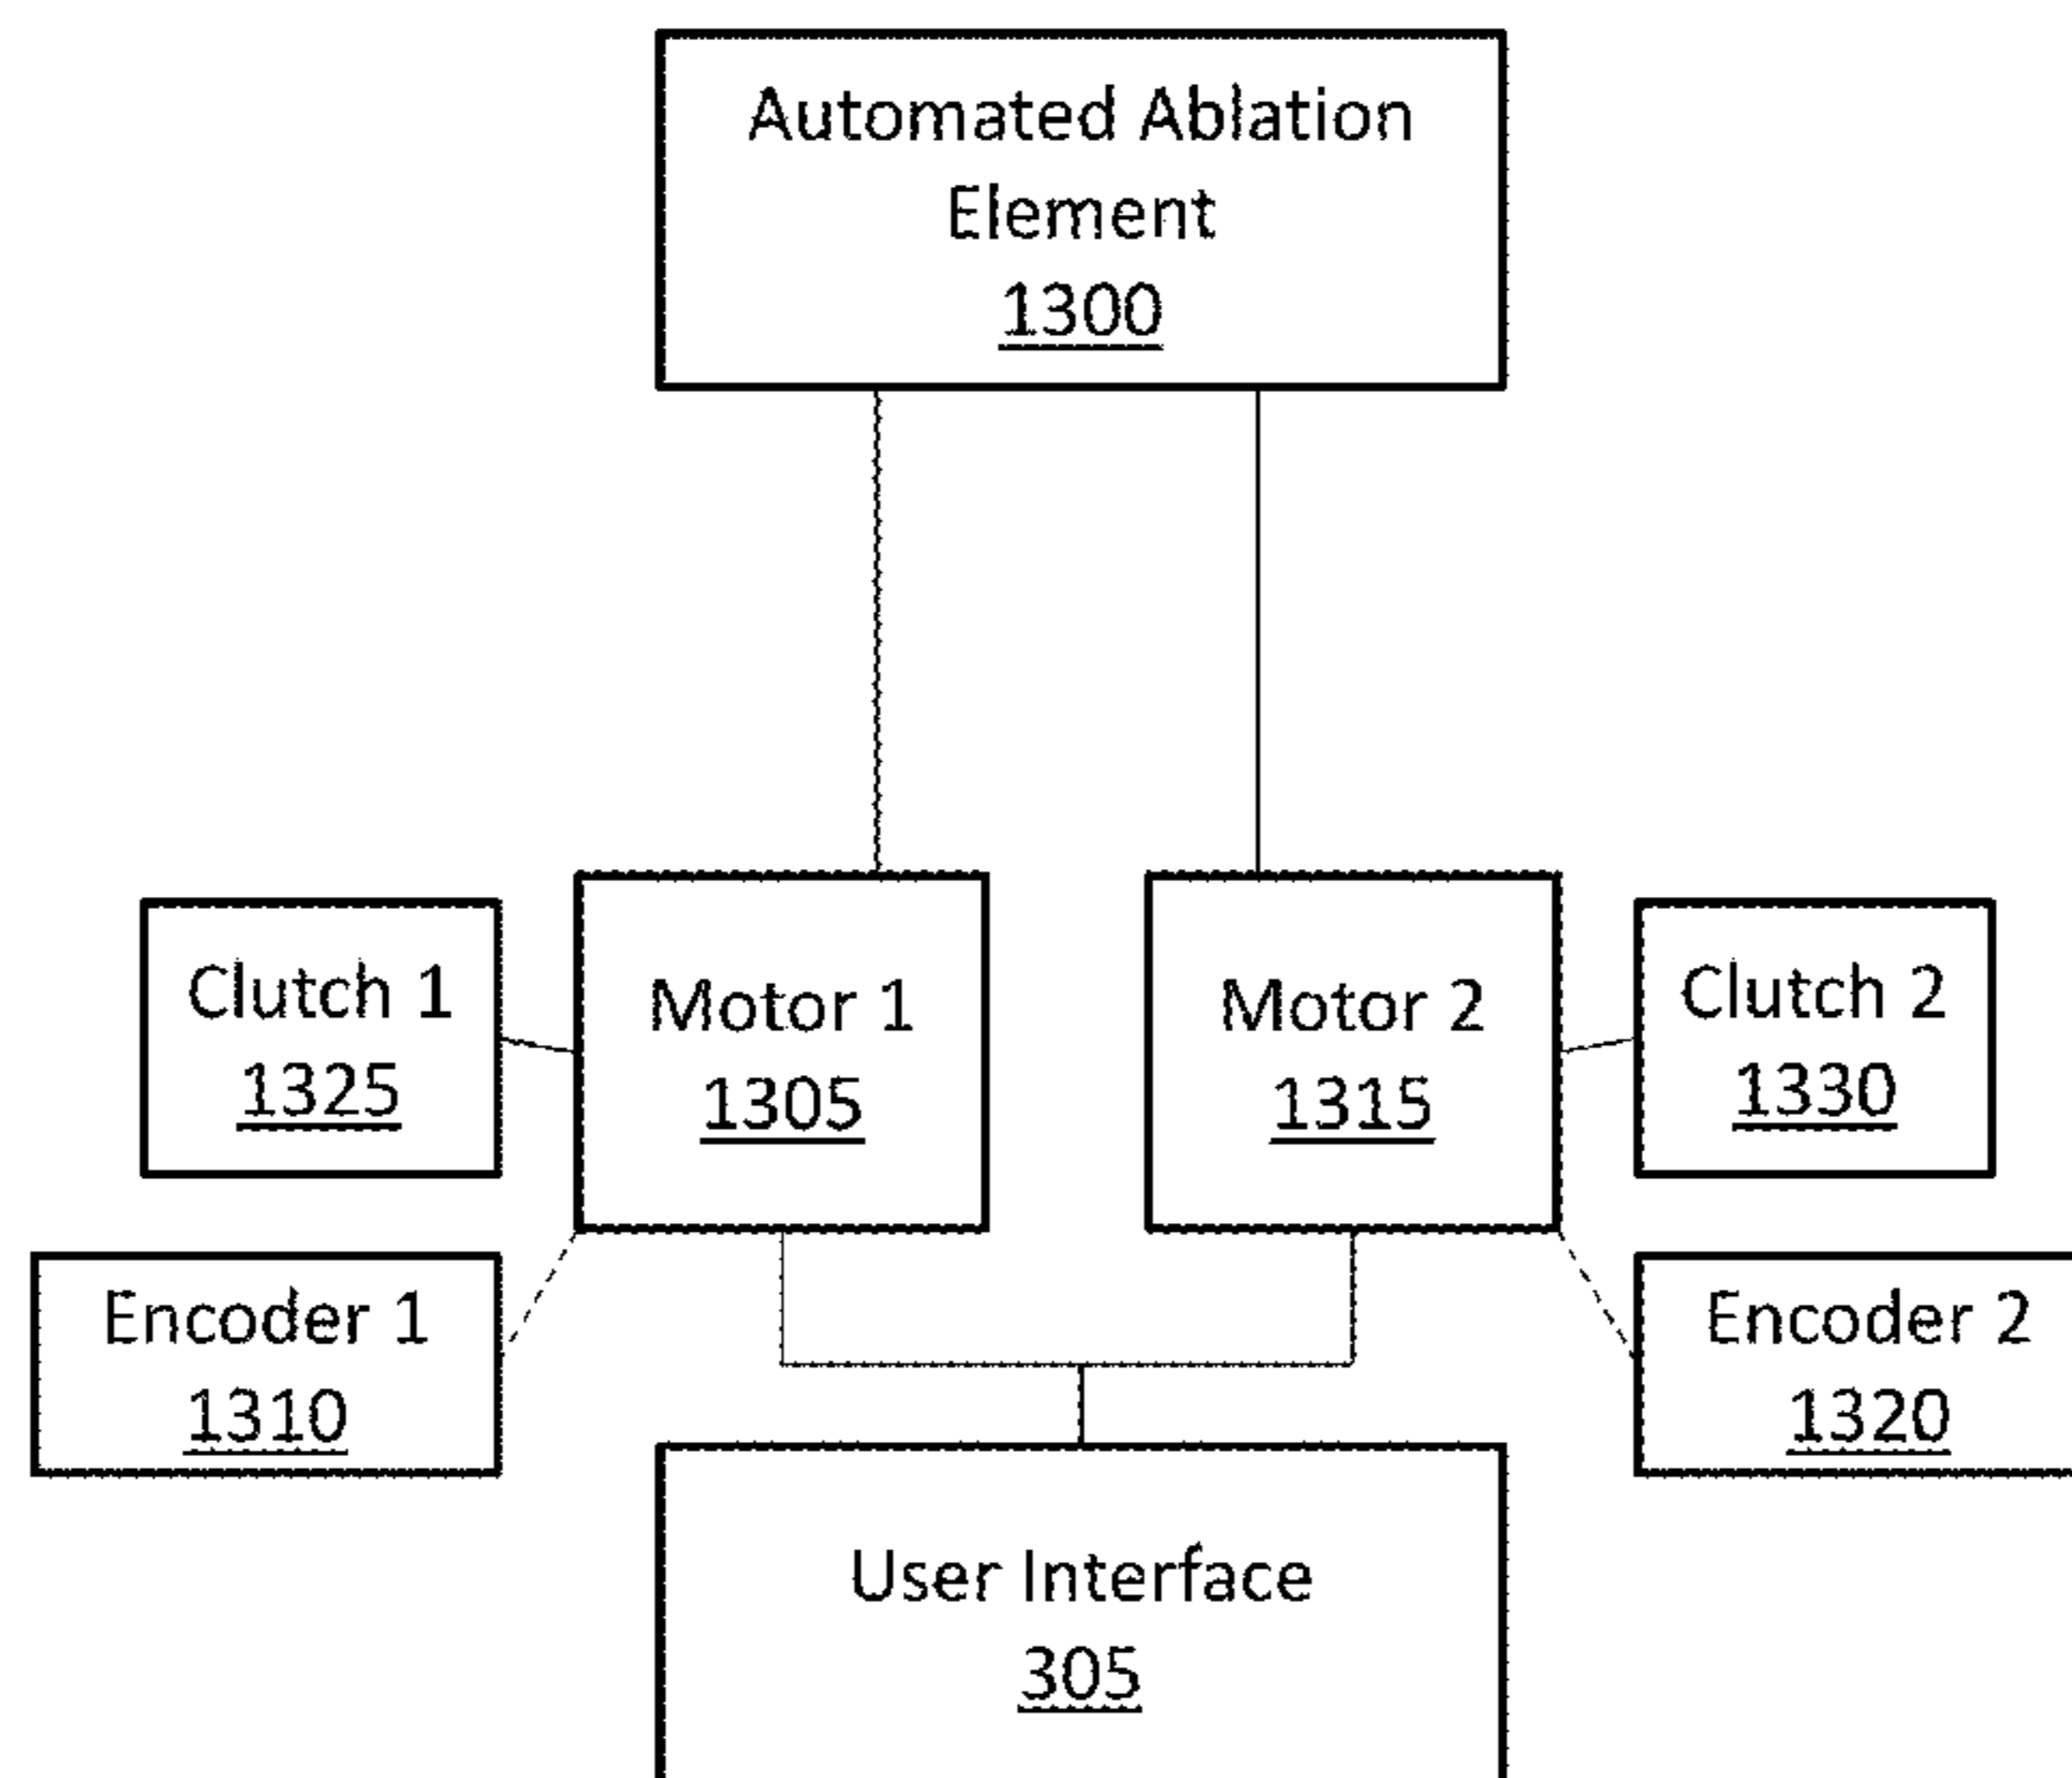 Automated Ablation
Element
1300
Clutch 1
1325
Motor 1
1305
Motor 2
1315
Clutch 2
1330
Encoder 1
1310
Encoder 2
1320
User Interface
305